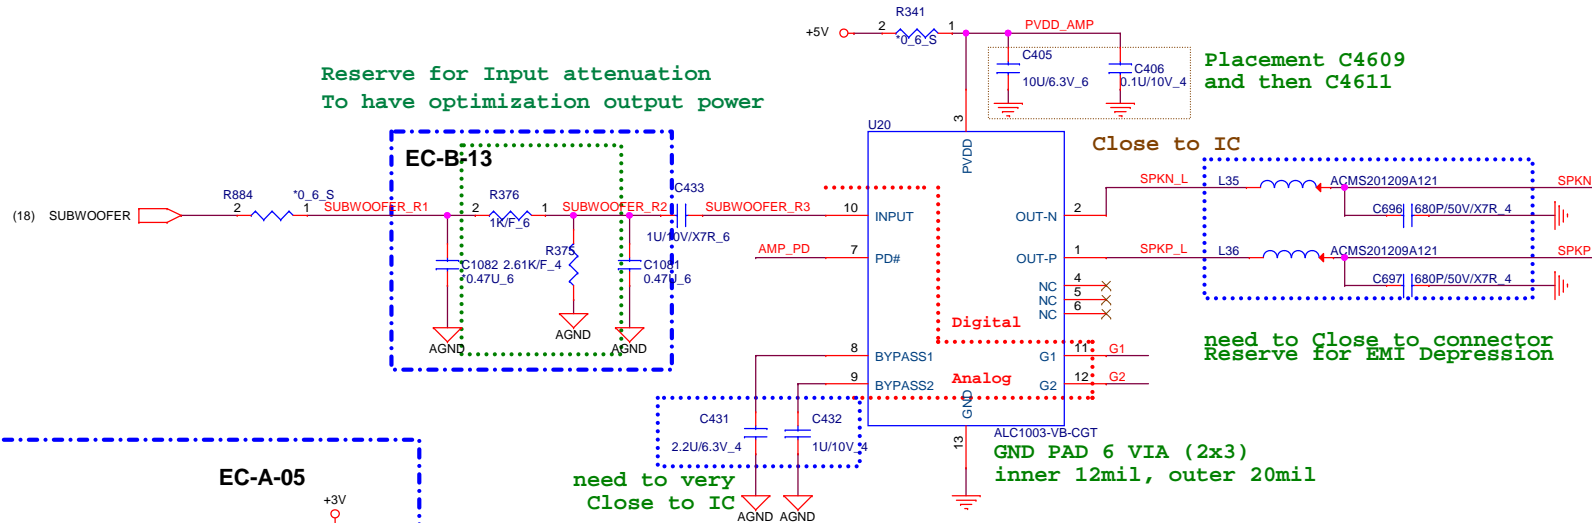 R341
+5V
2
1
*0_6_S
PVDD_AMP
C405
10U/6.3V_6
C406
0.1U/10V_4
Placement C4609
and then C4611
Reserve for Input attenuation
To have optimization output power
3
U20
PVDD
Close to IC
EC-B-13
(18) SUBWOOFER
R884
*0_6_S
2
1
SUBWOOFER_R1
2
R376
1
1K/F_6
SUBWOOFER_R2
C433
1U/10V/X7R_6
SUBWOOFER_R3
10
INPUT
R375
2.61K/F_4
C1082
*0.47U_6
C1081
0.47U_6
AGND
AGND
AGND
AMP_PD
7
PD#
OUT-N
2
SPKN_L
L35
ACMS201209A121
SPKN
C696
680P/50V/X7R_4
OUT-P
1
SPKP_L
L36
ACMS201209A121
SPKP
C697
680P/50V/X7R_4
NC
4
NC
5
NC
6
Digital
need to Close to connector
Reserve for EMI Depression
8
BYPASS1
G1
11
G1
9
BYPASS2
Analog
G2
12
G2
GND
13
ALC1003-VB-CGT
C431
2.2U/6.3V_4
C432
1U/10V_4
GND PAD 6 VIA (2x3)
inner 12mil, outer 20mil
need to very
Close to IC
AGND
AGND
EC-A-05
+3V